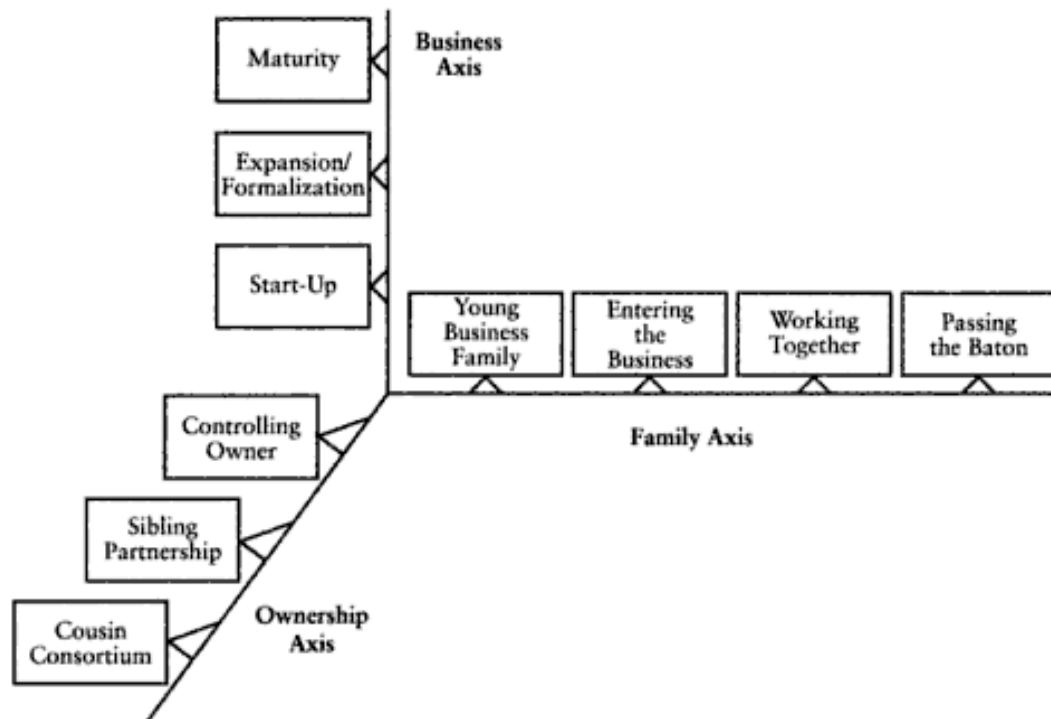 Maturity
Business
Axis
Expansion/
Formalization
Start-Up
Young
Business
Family
Entering
the
Business
Working
Together
Passing
the Baton
Controlling
Owner
Family Axis
Sibling
Partnership
Ownership
Axis
Cousin
Consortium